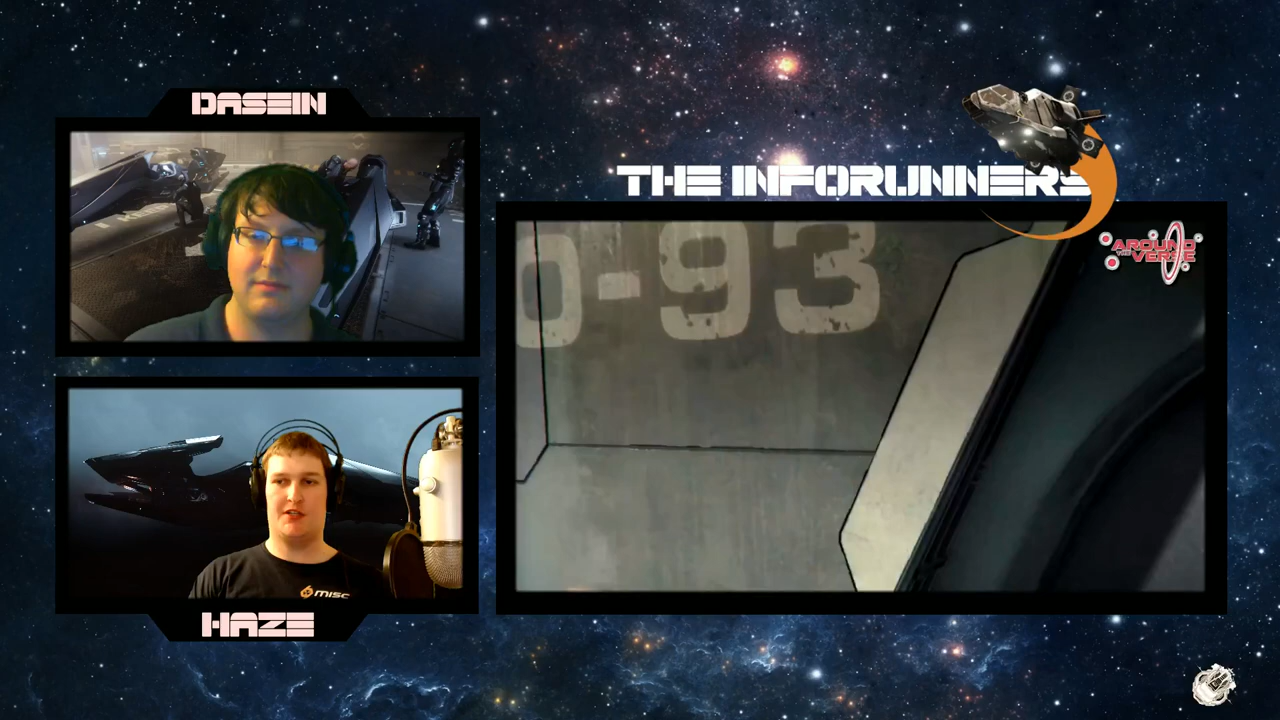 DASEIN
THE INFORUNNERS
AROUND
THE VERSE
0-93
MISC
HAZE